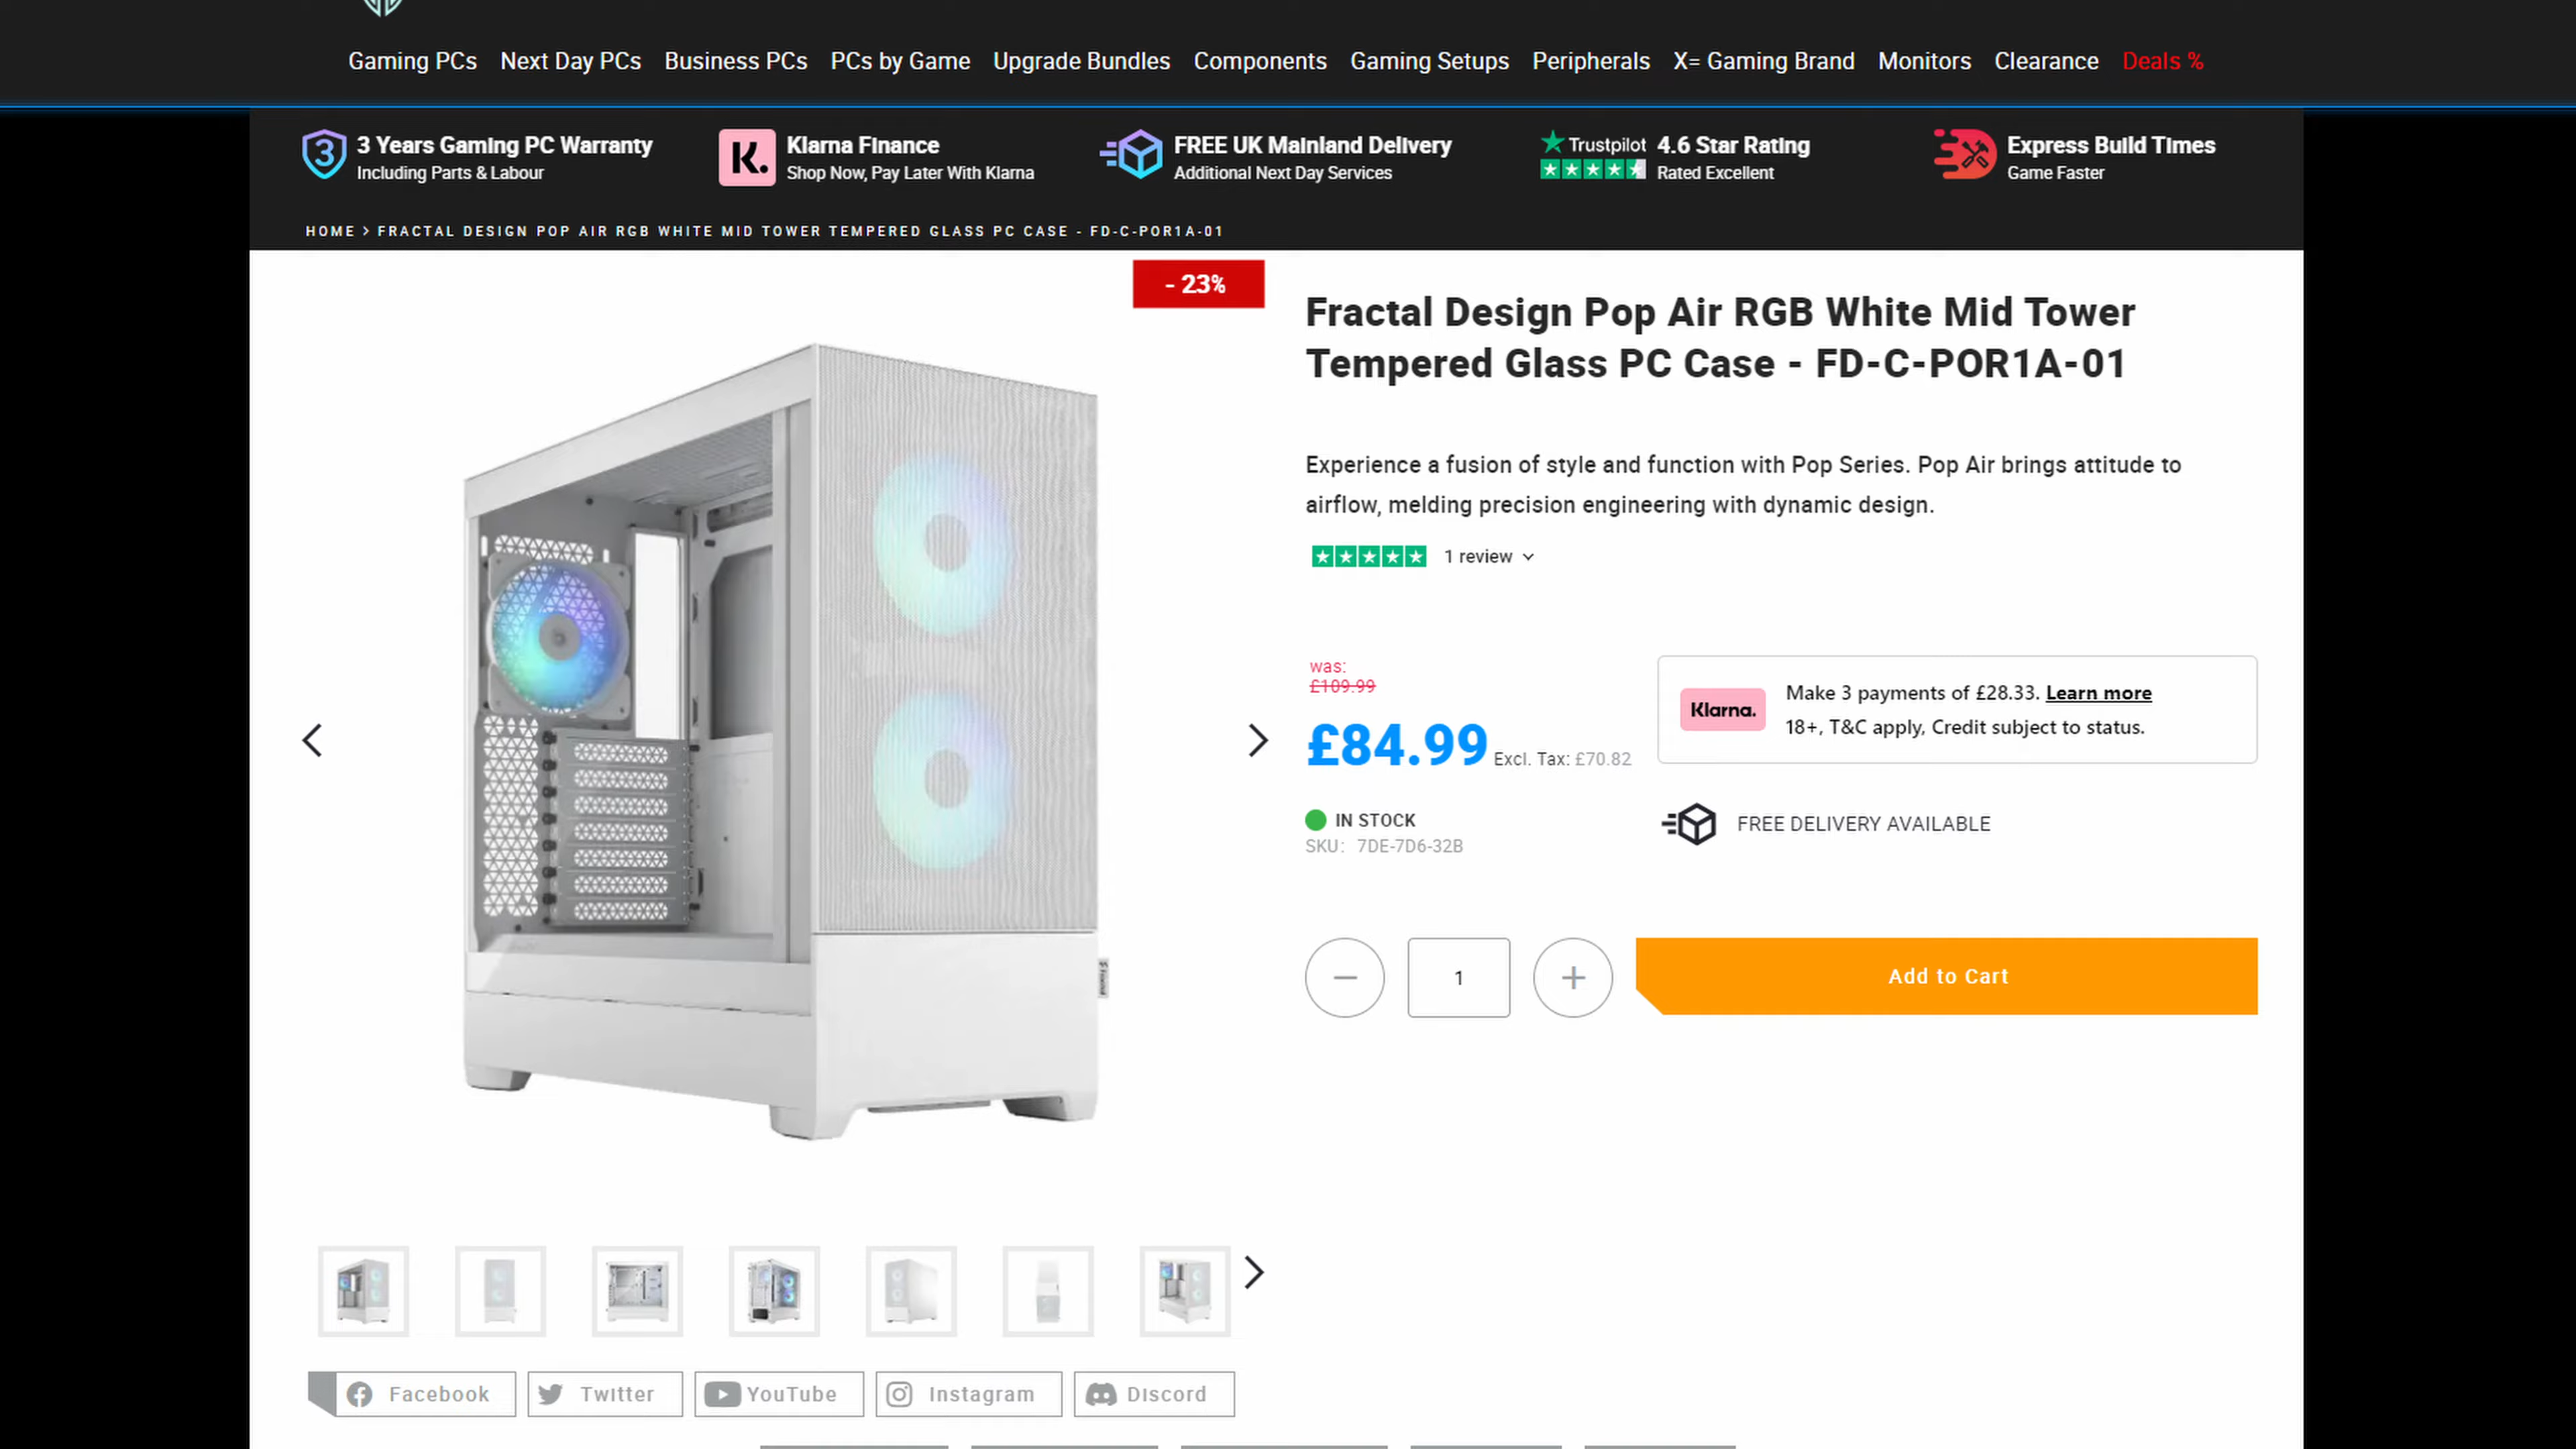 Gaming PCs Next Day PCs Business PCs PCs by Game Upgrade Bundles Components Gaming Setups Peripherals X= Gaming Brand Monitors Clearance Deals %
3 Years Gaming PC Warranty
Including Parts & Labour
K.
Klarna Finance
Shop Now, Pay Later With Klarna
FREE UK Mainland Delivery
Additional Next Day Services
Trustpilot
4.6 Star Rating
Rated Excellent
Express Build Times
Game Faster
HOME > FRACTAL DESIGN POP AIR RGB WHITE MID TOWER TEMPERED GLASS PC CASE - FD-C-POR1A-01
- 23%
Fractal Design Pop Air RGB White Mid Tower
Tempered Glass PC Case - FD-C-POR1A-01
Experience a fusion of style and function with Pop Series. Pop Air brings attitude to
airflow, melding precision engineering with dynamic design.
1 review
was:
£109.99
£84.99 Excl. Tax: £70.82
Klarna.
Make 3 payments of £28.33. Learn more
18+, T&C apply, Credit subject to status.
IN STOCK
SKU: 7DE-7D6-32B
FREE DELIVERY AVAILABLE
1
Add to Cart
Facebook Twitter YouTube Instagram Discord